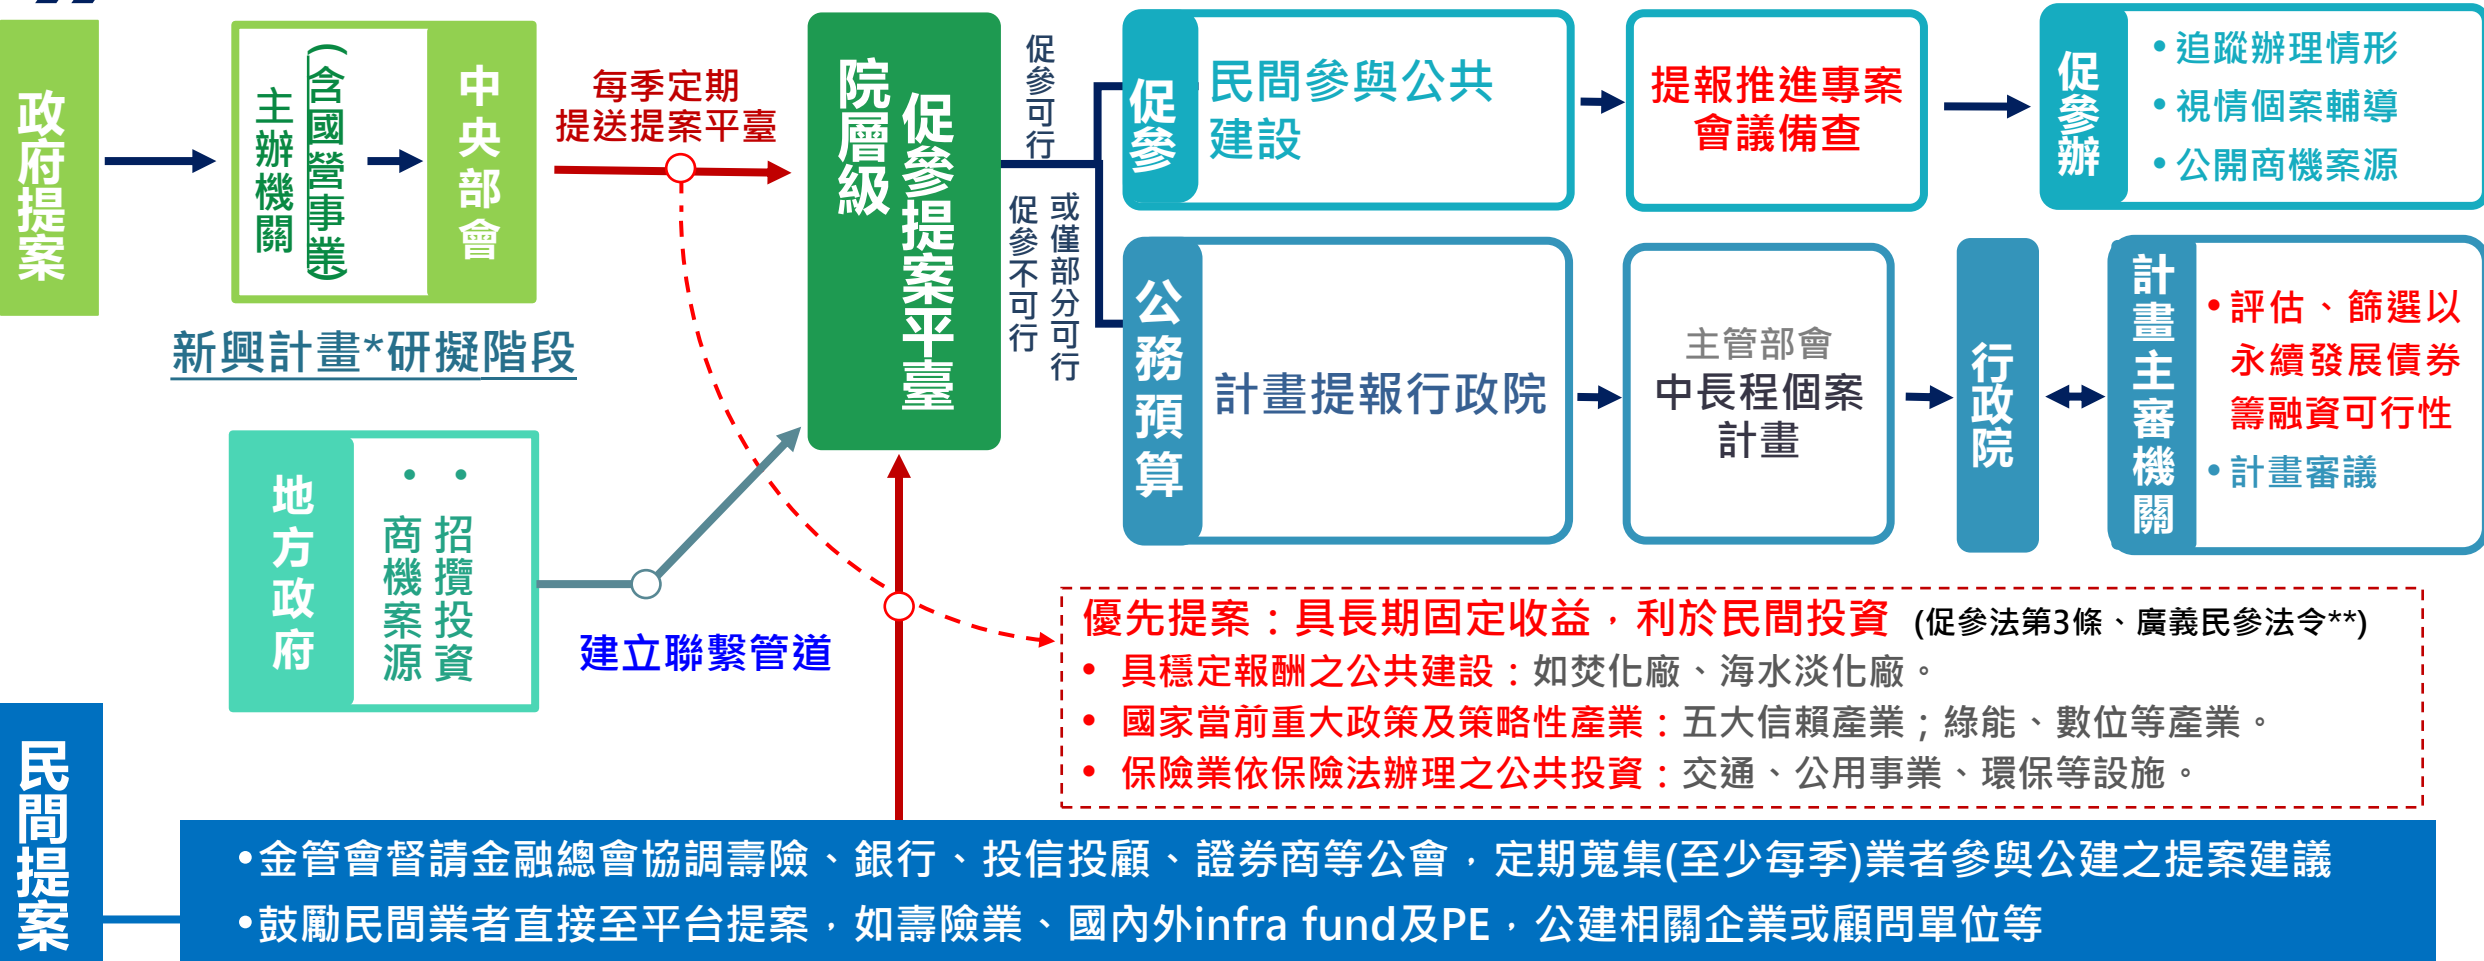 政府提案
主辦機關
(含國營事業)
中央部會
新興計畫*研擬階段
每季定期
提送提案平臺
院層級
促參提案平臺
促參可行
促參不可行
或僅部分可行
促參
民間參與公共
建設
提報推進專案
會議備查
促參辦
•追蹤辦理情形
•視情個案輔導
•公開商機案源
公務預算
計畫提報行政院
主管部會
中長程個案
計畫
行政院
計畫主審機關
•評估、篩選以
永續發展債券
籌融資可行性
•計畫審議
地方政府
•招攬投資
•商機案源
建立聯繫管道
優先提案：具長期固定收益，利於民間投資 (促參法第3條、廣義民參法令**)
• 具穩定報酬之公共建設：如焚化廠、海水淡化廠。
• 國家當前重大政策及策略性產業：五大信賴產業；綠能、數位等產業。
• 保險業依保險法辦理之公共投資：交通、公用事業、環保等設施。
民間提案
•金管會督請金融總會協調壽險、銀行、投信投顧、證券商等公會，定期蒐集(至少每季)業者參與公建之提案建議
•鼓勵民間業者直接至平台提案，如壽險業、國內外infra fund及PE，公建相關企業或顧問單位等